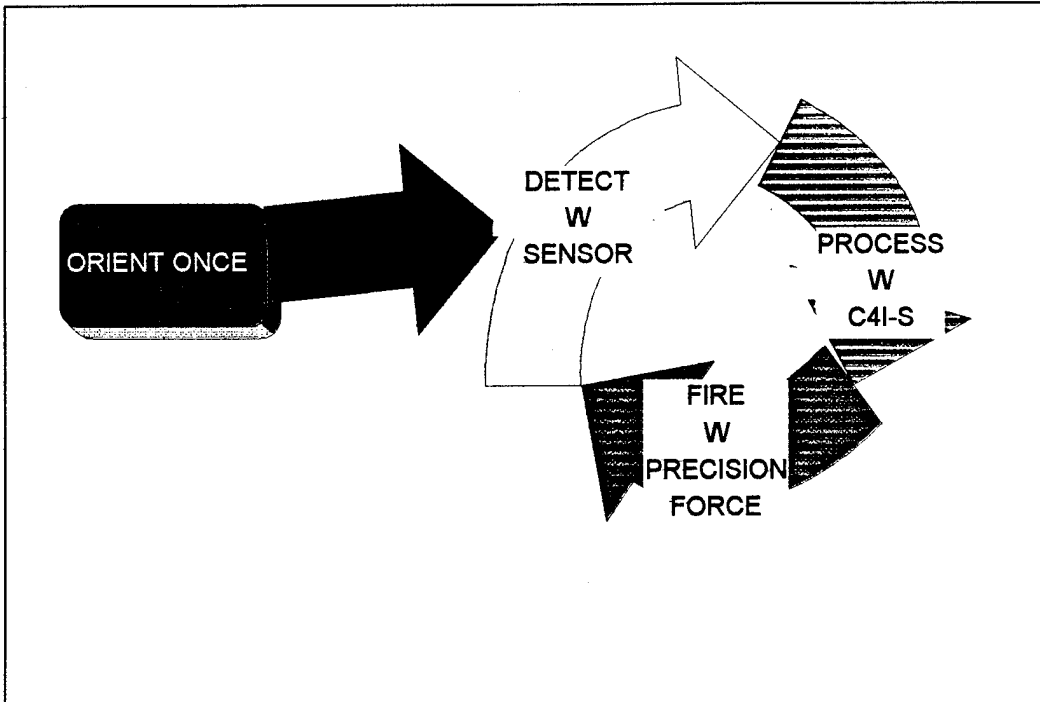 ORIENT ONCE
DETECT
W
SENSOR
PROCESS
W
C4I-S
FIRE
W
PRECISION
FORCE